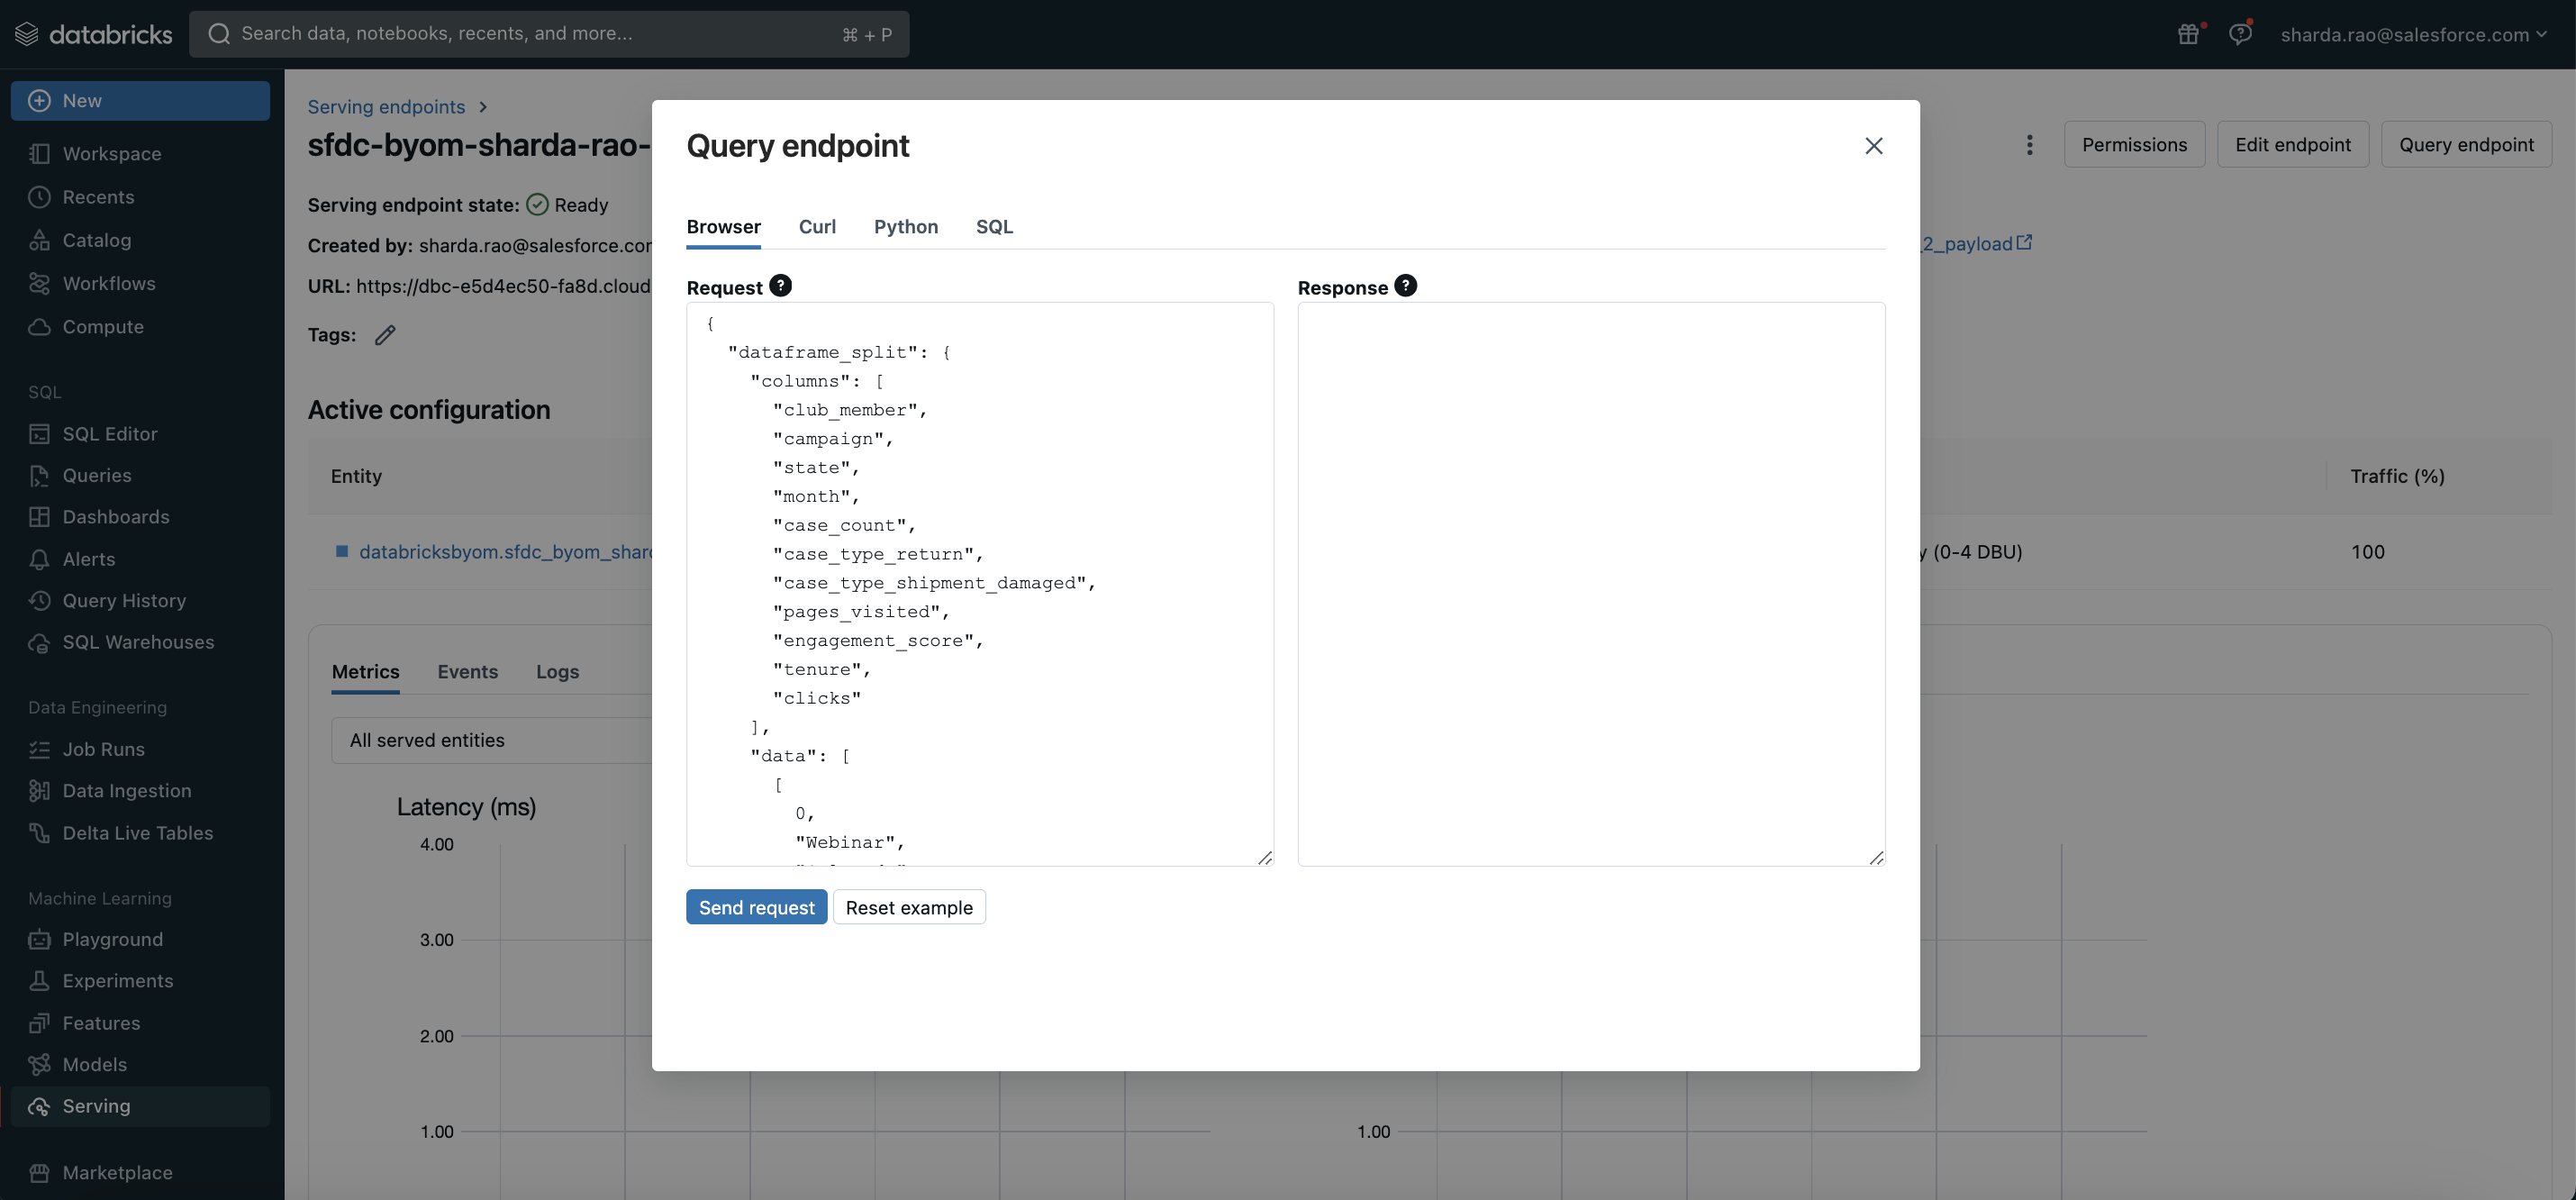 databricks
Search data, notebooks, recents, and more...
⌘ + P
sharda.rao@salesforce.com
New
Workspace
Recents
Catalog
Workflows
Compute
SQL
SQL Editor
Queries
Dashboards
Alerts
Query History
SQL Warehouses
Data Engineering
Job Runs
Data Ingestion
Delta Live Tables
Machine Learning
Playground
Experiments
Features
Models
Serving
Marketplace
Serving endpoints >
sfdc-byom-sharda-rao-
Permissions
Edit endpoint
Query endpoint
Serving endpoint state: Ready
Created by: sharda.rao@salesforce.cor
URL: https://dbc-e5d4ec50-fa8d.cloud
_2_payload
Tags:
Active configuration
Entity
Traffic (%)
databricksbyom.sfdc_byom_shard
y (0-4 DBU)
100
Metrics
Events
Logs
All served entities
Latency (ms)
4.00
3.00
2.00
1.00
1.00
Query endpoint
Browser
Curl
Python
SQL
Request ?
{
"dataframe_split": {
"columns": [
"club_member",
"campaign",
"state",
"month",
"case_count",
"case_type_return",
"case_type_shipment_damaged",
"pages_visited",
"engagement_score",
"tenure",
"clicks"
],
"data": [
[
0,
"Webinar",
Response ?
Send request
Reset example